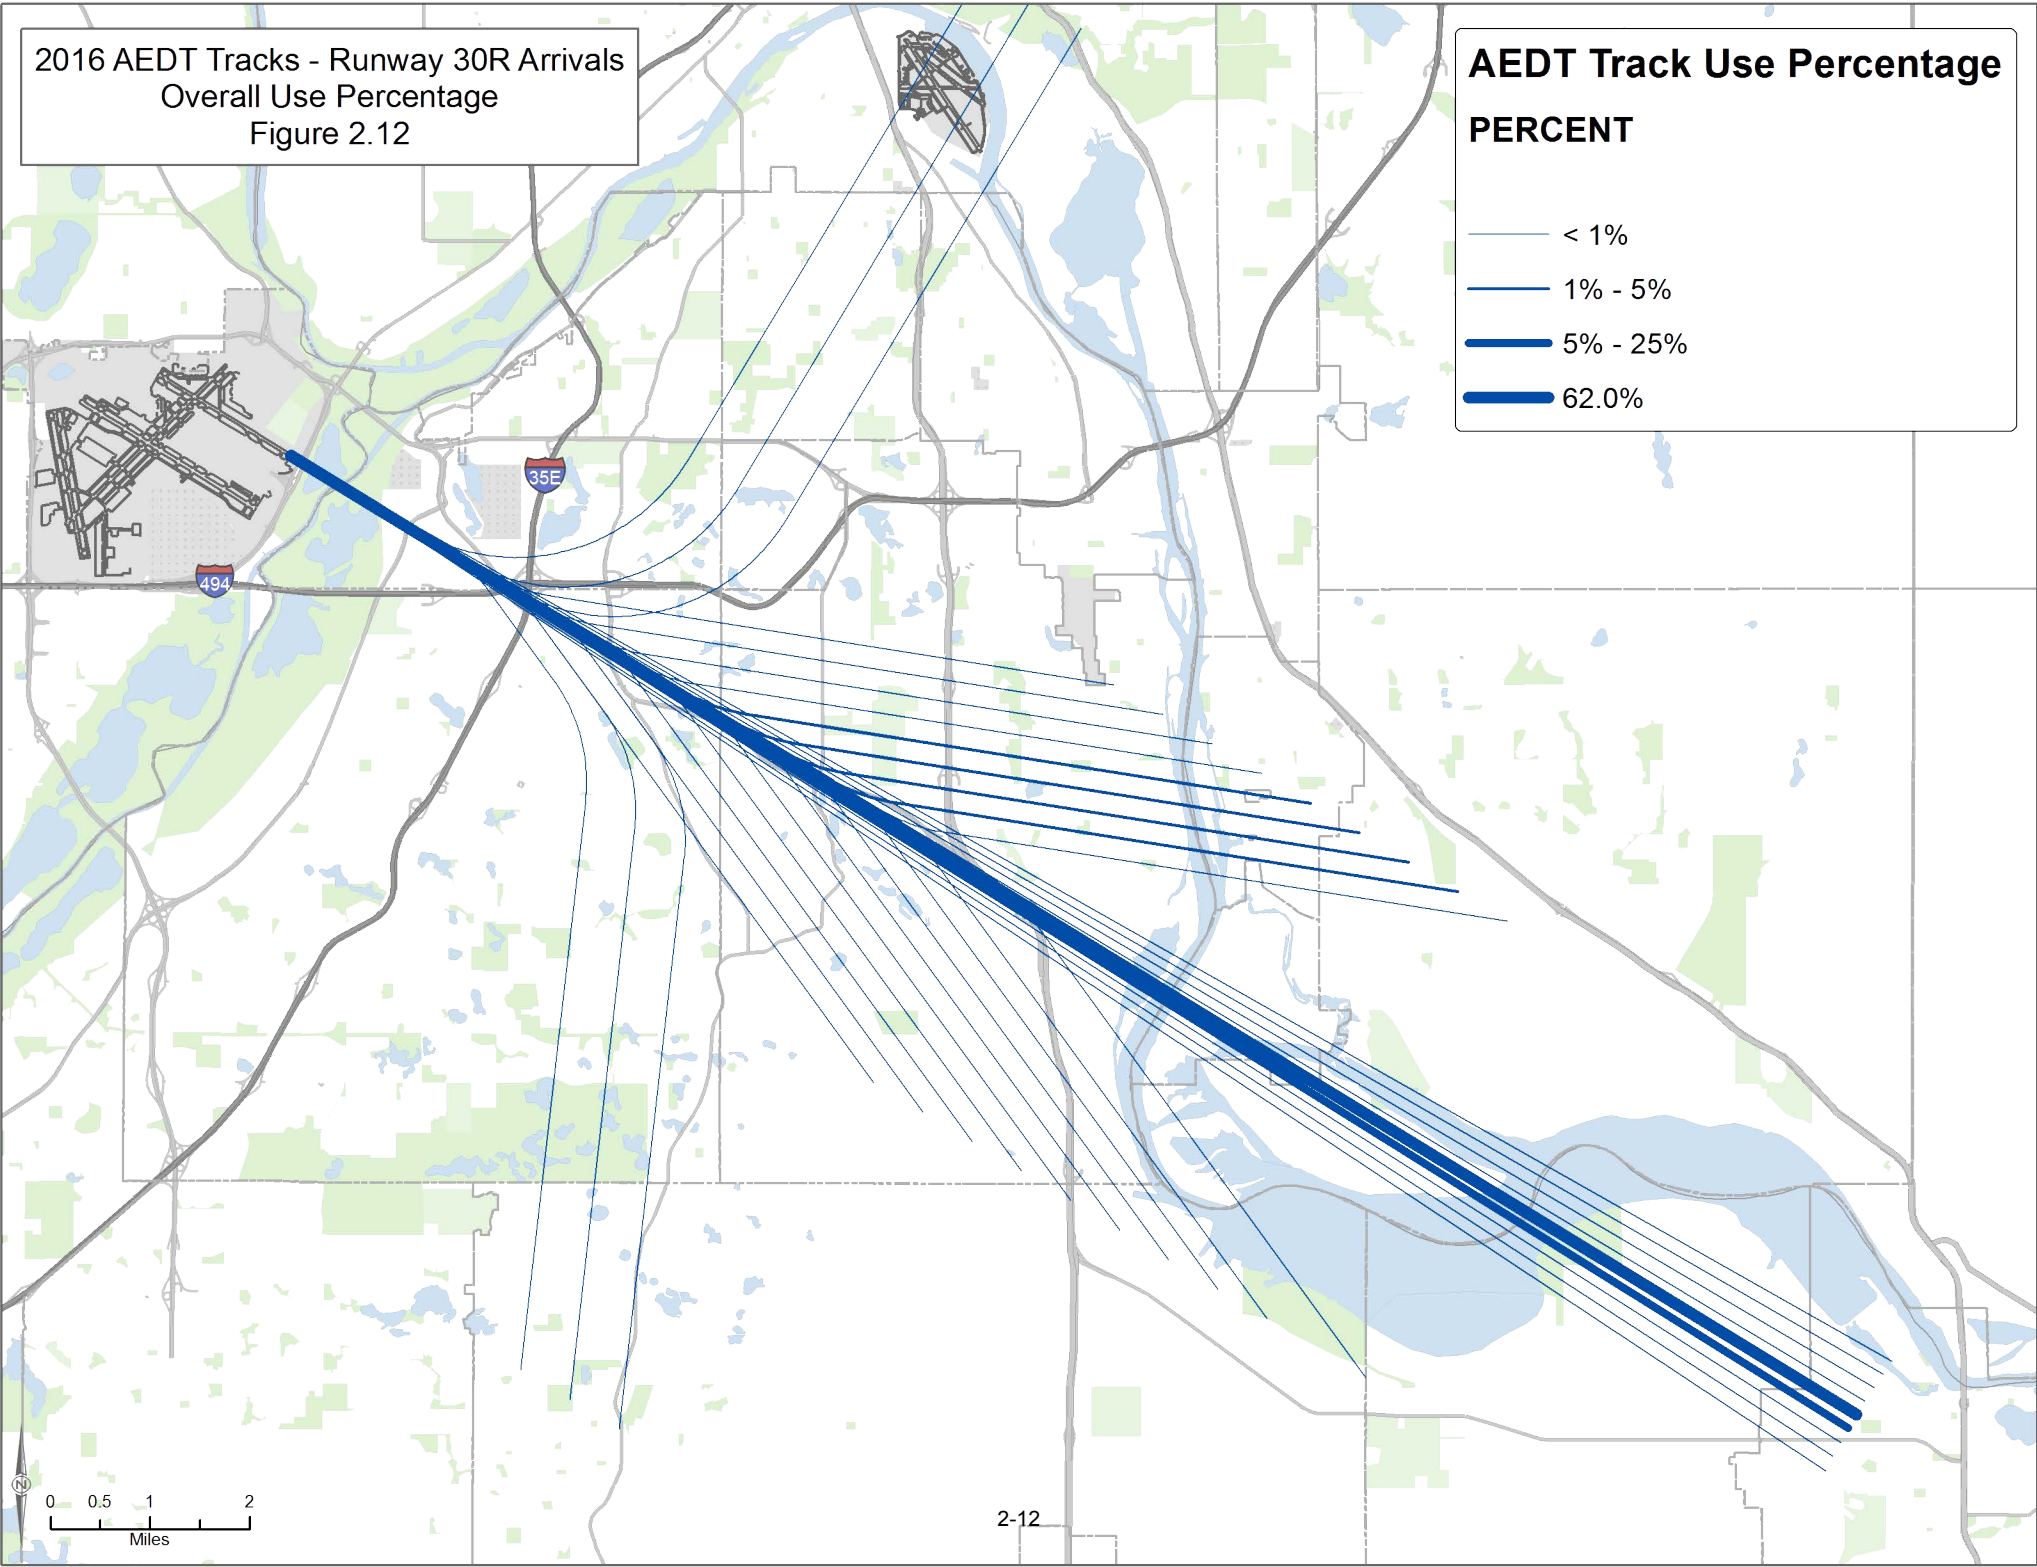 2016 AEDT Tracks - Runway 30R Arrivals
Overall Use Percentage
Figure 2.12
AEDT Track Use Percentage
PERCENT
< 1%
1% - 5%
5% - 25%
62.0%
35E
494
N
0 0.5 1 2
Miles
2-12